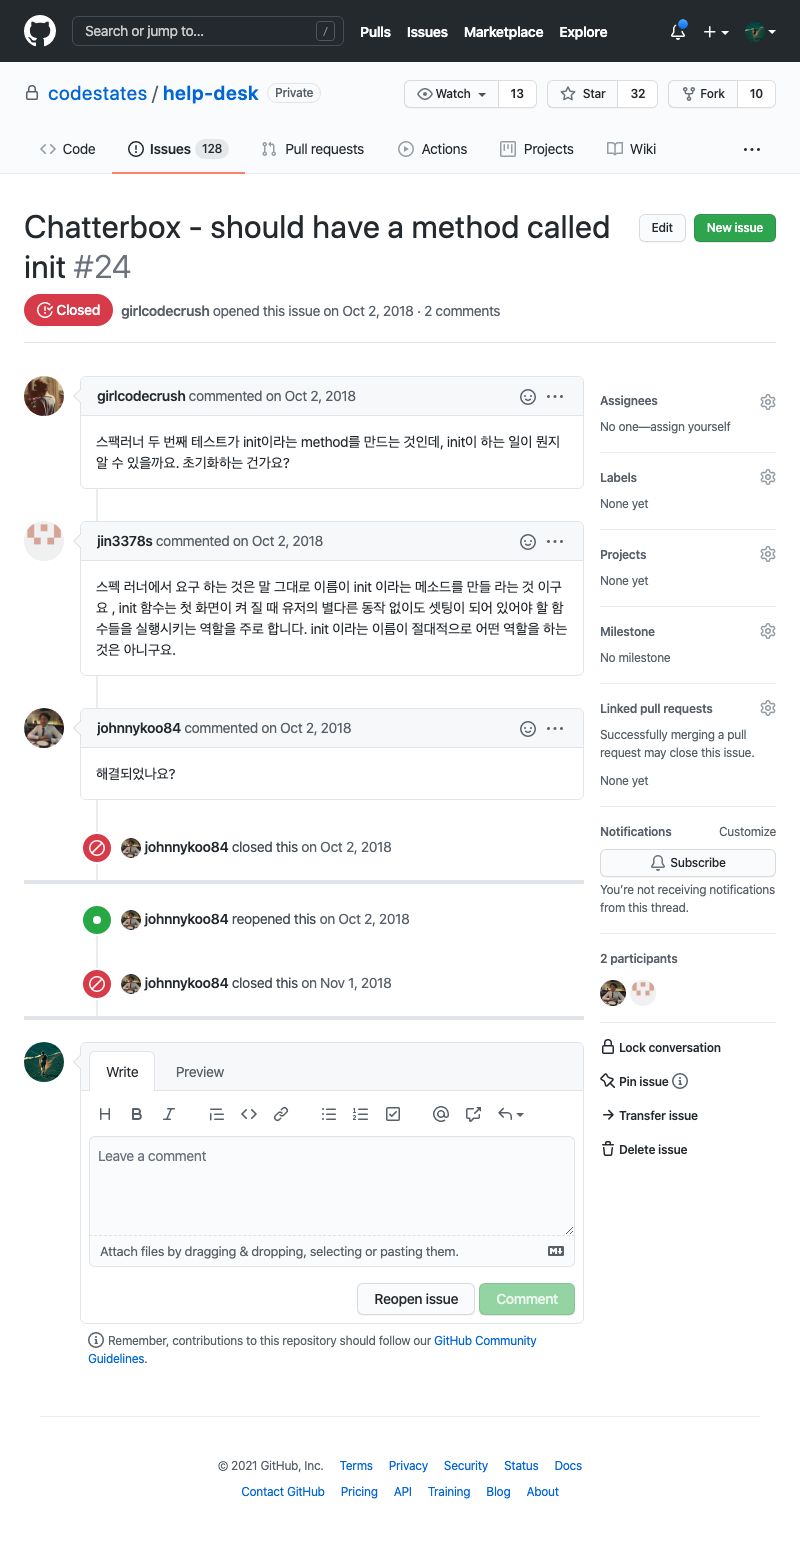 Search or jump to...
/
Pulls
Issues
Marketplace
Explore
codestates / help-desk
Private
Watch
13
Star
32
Fork
10
Code
Issues 128
Pull requests
Actions
Projects
Wiki
Chatterbox - should have a method called
init #24
Edit
New issue
Closed
girlcodecrush opened this issue on Oct 2, 2018 · 2 comments
girlcodecrush commented on Oct 2, 2018
스팩러너 두 번째 테스트가 init이라는 method를 만드는 것인데, init이 하는 일이 뭔지
알 수 있을까요. 초기화하는 건가요?
jin3378s commented on Oct 2, 2018
스펙 러너에서 요구 하는 것은 말 그대로 이름이 init 이라는 메소드를 만들 라는 것 이구
요 , init 함수는 첫 화면이 켜 질 때 유저의 별다른 동작 없이도 셋팅이 되어 있어야 할 함
수들을 실행시키는 역할을 주로 합니다. init 이라는 이름이 절대적으로 어떤 역할을 하는
것은 아니구요.
johnnykoo84 commented on Oct 2, 2018
해결되었나요?
johnnykoo84 closed this on Oct 2, 2018
johnnykoo84 reopened this on Oct 2, 2018
johnnykoo84 closed this on Nov 1, 2018
Write
Preview
Leave a comment
Attach files by dragging & dropping, selecting or pasting them.
Reopen issue
Comment
Remember, contributions to this repository should follow our GitHub Community
Guidelines.
Assignees
No one—assign yourself
Labels
None yet
Projects
None yet
Milestone
No milestone
Linked pull requests
Successfully merging a pull
request may close this issue.
None yet
Notifications
Customize
Subscribe
You're not receiving notifications
from this thread.
2 participants
Lock conversation
Pin issue
Transfer issue
Delete issue
© 2021 GitHub, Inc.
Terms
Privacy
Security
Status
Docs
Contact GitHub
Pricing
API
Training
Blog
About